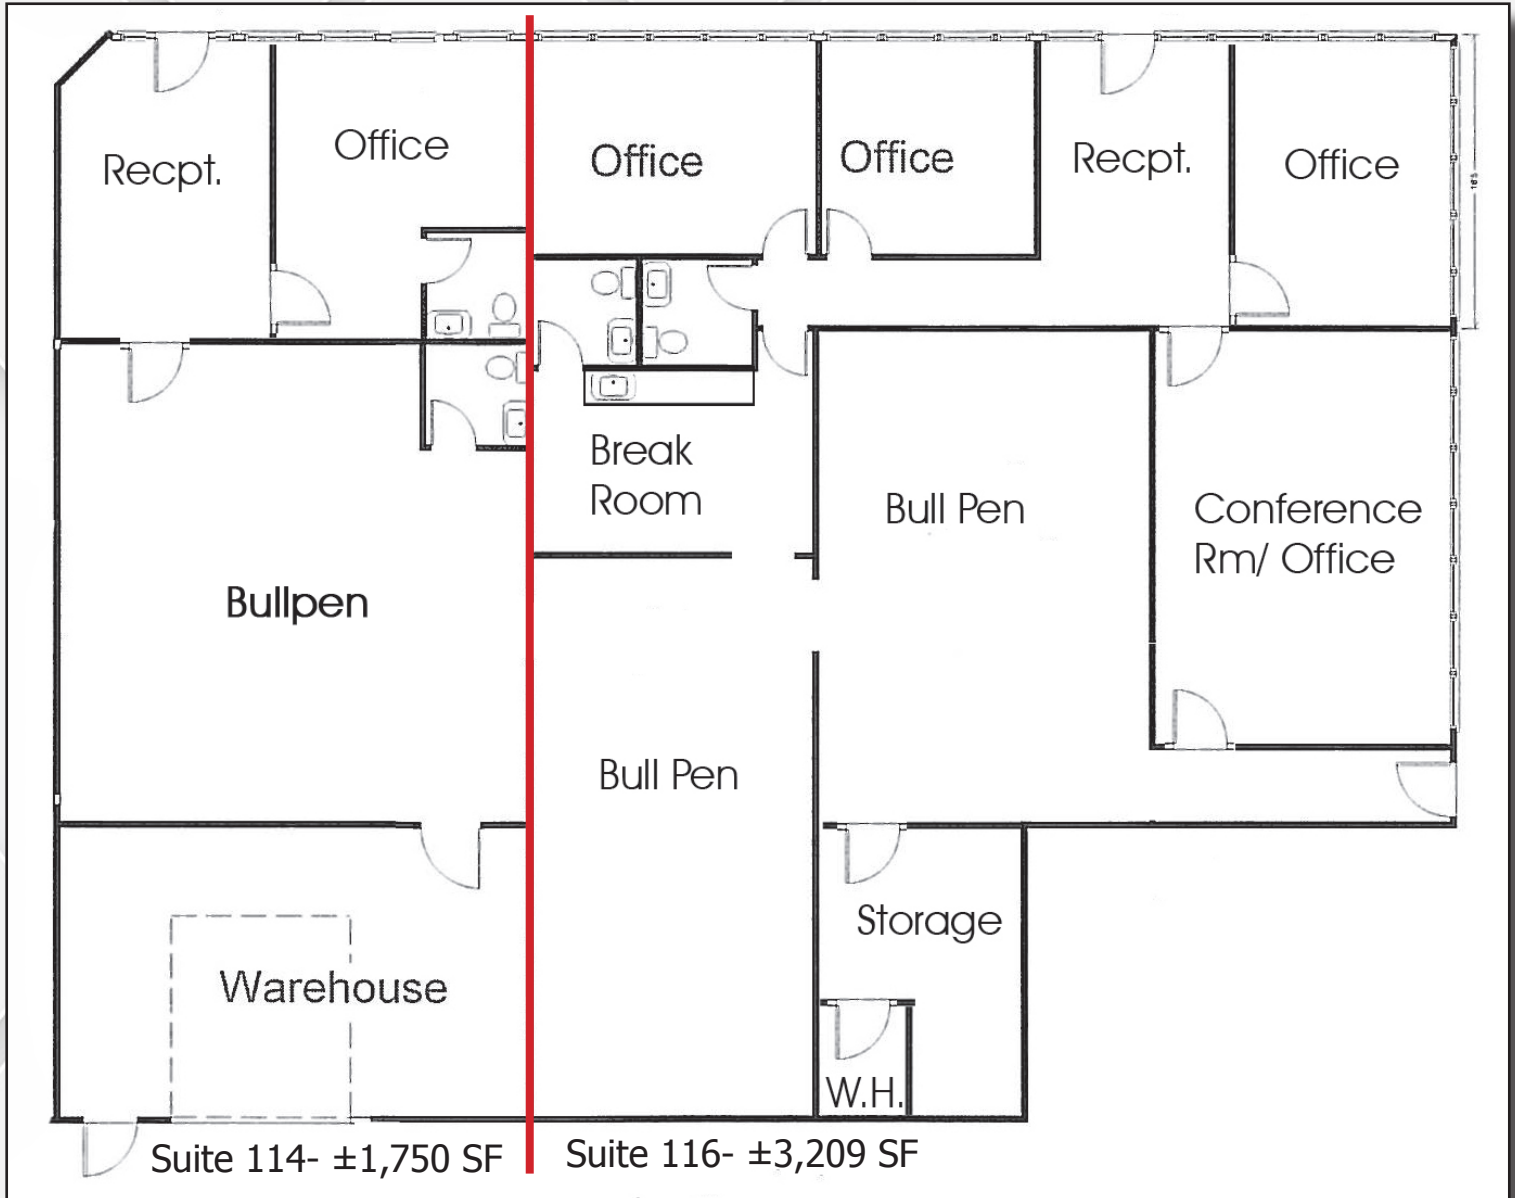 Recpt.
Office
Office
Office
Recpt.
Office
Break
Room
Bull Pen
Conference
Rm/ Office
Bullpen
Bull Pen
Storage
Warehouse
W.H.
Suite 114- ±1,750 SF
Suite 116- ±3,209 SF